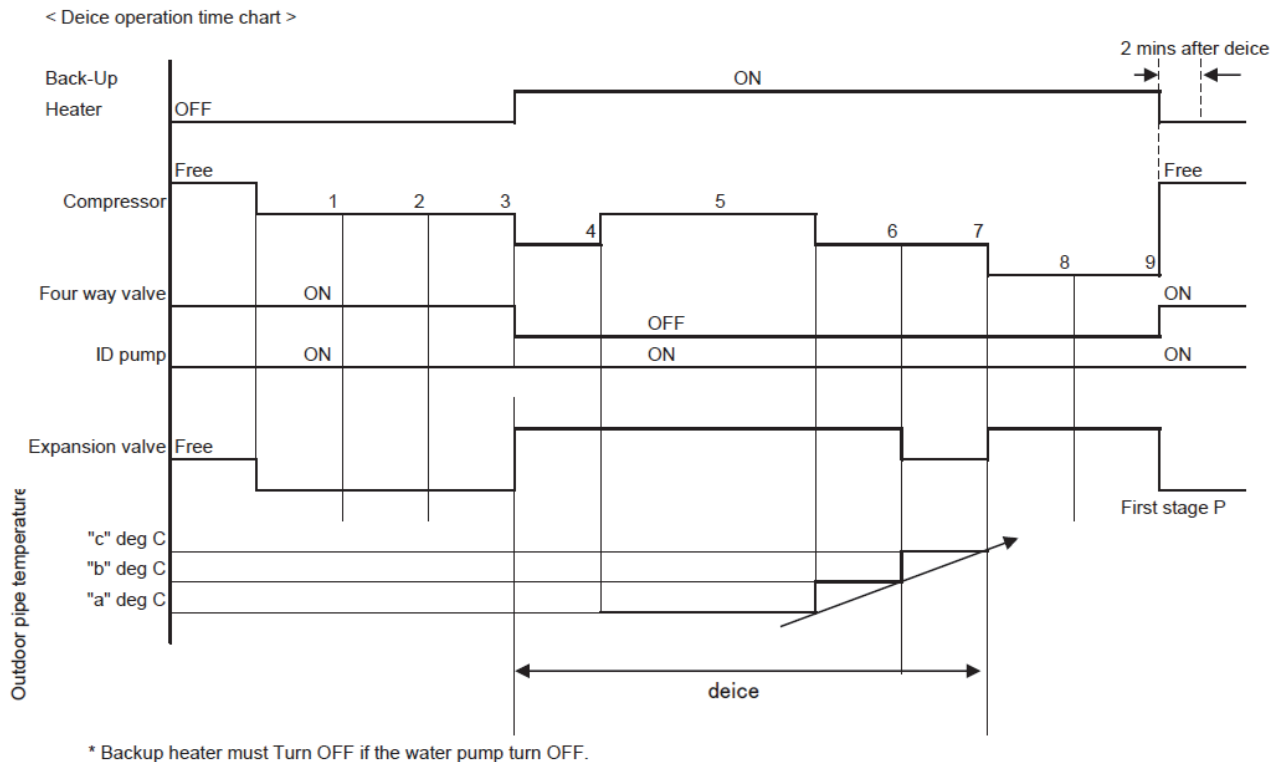 < Deice operation time chart >
2 mins after deice
Back-Up
Heater
OFF
ON
Free
Free
Compressor
1
2
3
4
5
6
7
8
9
Four way valve
ON
OFF
ON
ID pump
ON
ON
ON
Expansion valve
Free
First stage P
Outdoor pipe temperature
"c" deg C
"b" deg C
"a" deg C
deice
* Backup heater must Turn OFF if the water pump turn OFF.